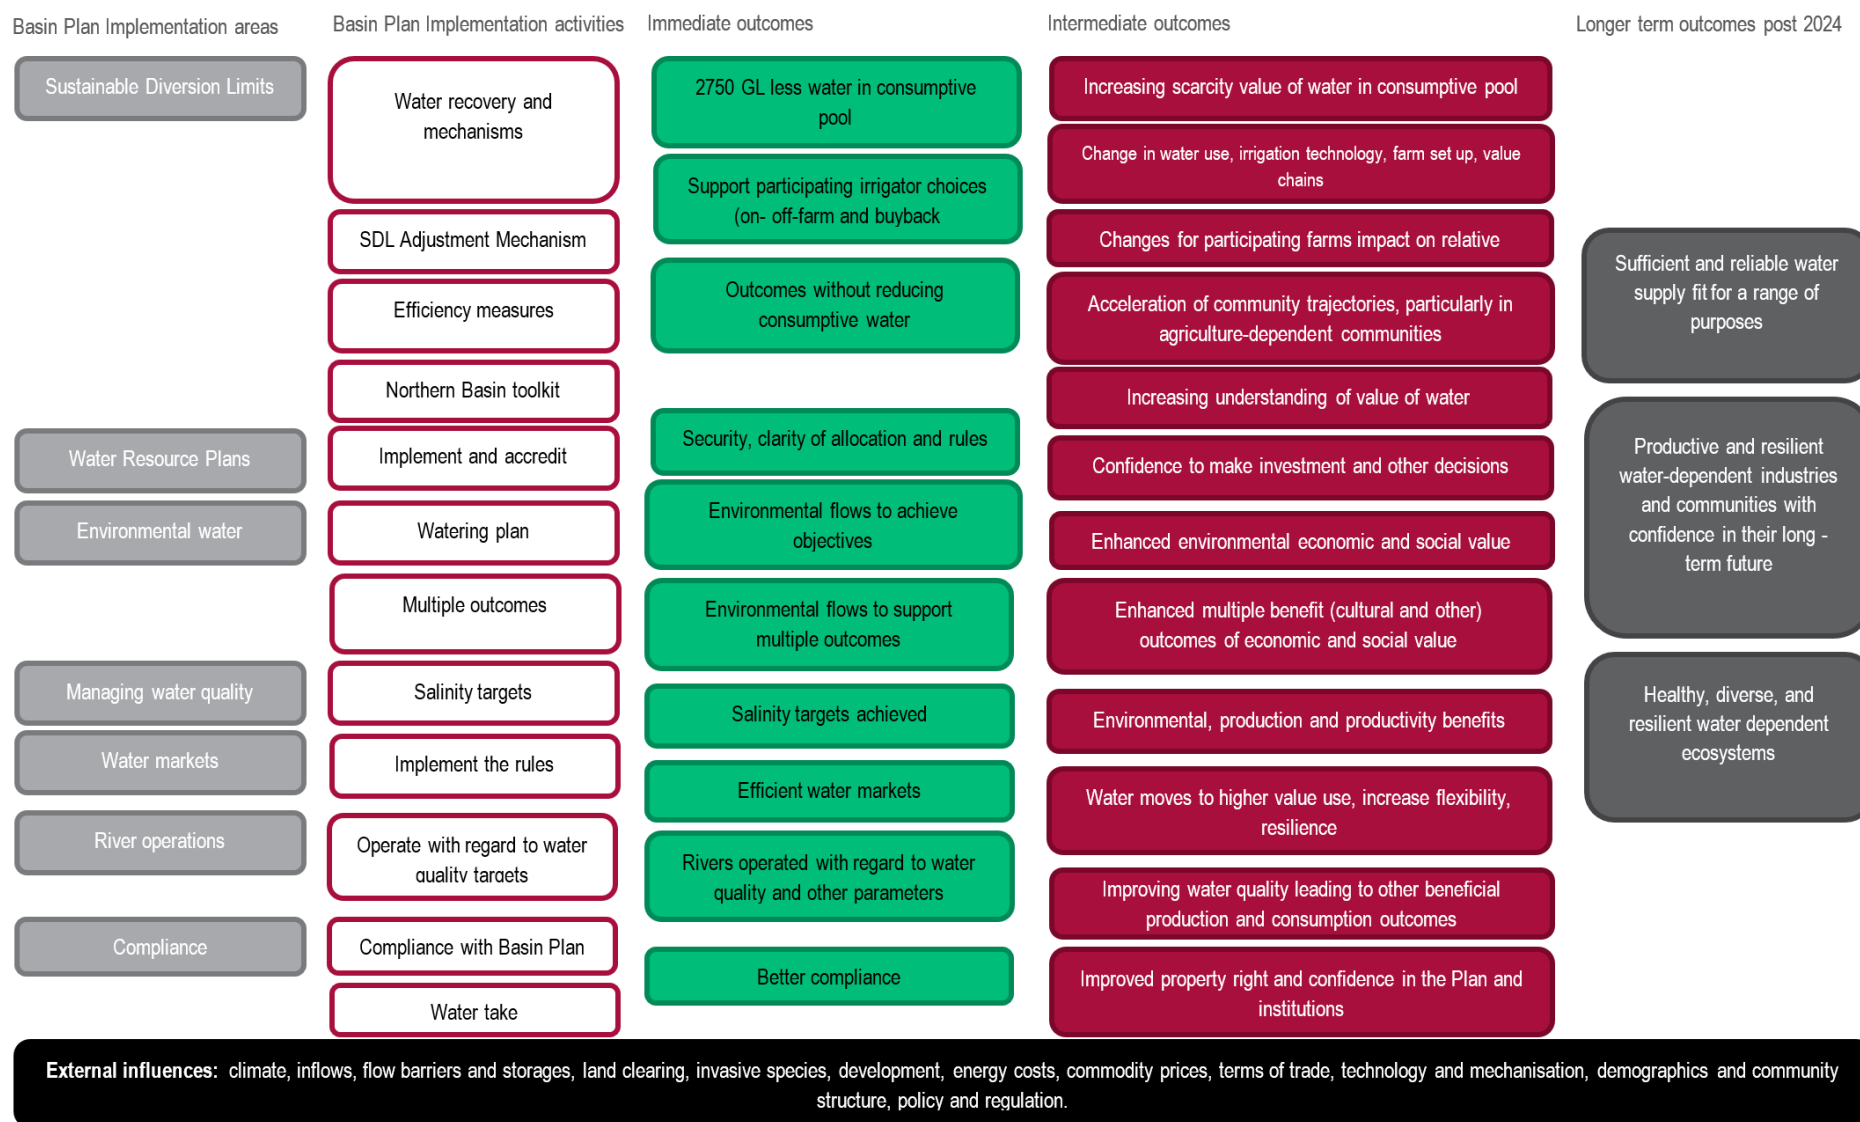 Basin Plan Implementation areas
Sustainable Diversion Limits
Water Resource Plans
Environmental water
Managing water quality
Water markets
River operations
Compliance
Basin Plan Implementation activities
Water recovery and
mechanisms
SDL Adjustment Mechanism
Efficiency measures
Northern Basin toolkit
Implement and accredit
Watering plan
Multiple outcomes
Salinity targets
Implement the rules
Operate with regard to water
quality targets
Compliance with Basin Plan
Water take
Immediate outcomes
2750 GL less water in consumptive
pool
Support participating irrigator choices
(on- off-farm and buyback
Outcomes without reducing
consumptive water
Security, clarity of allocation and rules
Environmental flows to achieve
objectives
Environmental flows to support
multiple outcomes
Salinity targets achieved
Efficient water markets
Rivers operated with regard to water
quality and other parameters
Better compliance
Intermediate outcomes
Increasing scarcity value of water in consumptive pool
Change in water use, irrigation technology, farm set up, value
chains
Changes for participating farms impact on relative
Acceleration of community trajectories, particularly in
agriculture-dependent communities
Increasing understanding of value of water
Confidence to make investment and other decisions
Enhanced environmental economic and social value
Enhanced multiple benefit (cultural and other)
outcomes of economic and social value
Environmental, production and productivity benefits
Water moves to higher value use, increase flexibility,
resilience
Improving water quality leading to other beneficial
production and consumption outcomes
Improved property right and confidence in the Plan and
institutions
Longer term outcomes post 2024
Sufficient and reliable water
supply fit for a range of
purposes
Productive and resilient
water-dependent industries
and communities with
confidence in their long -
term future
Healthy, diverse, and
resilient water dependent
ecosystems
External influences: climate, inflows, flow barriers and storages, land clearing, invasive species, development, energy costs, commodity prices, terms of trade, technology and mechanisation, demographics and community
structure, policy and regulation.